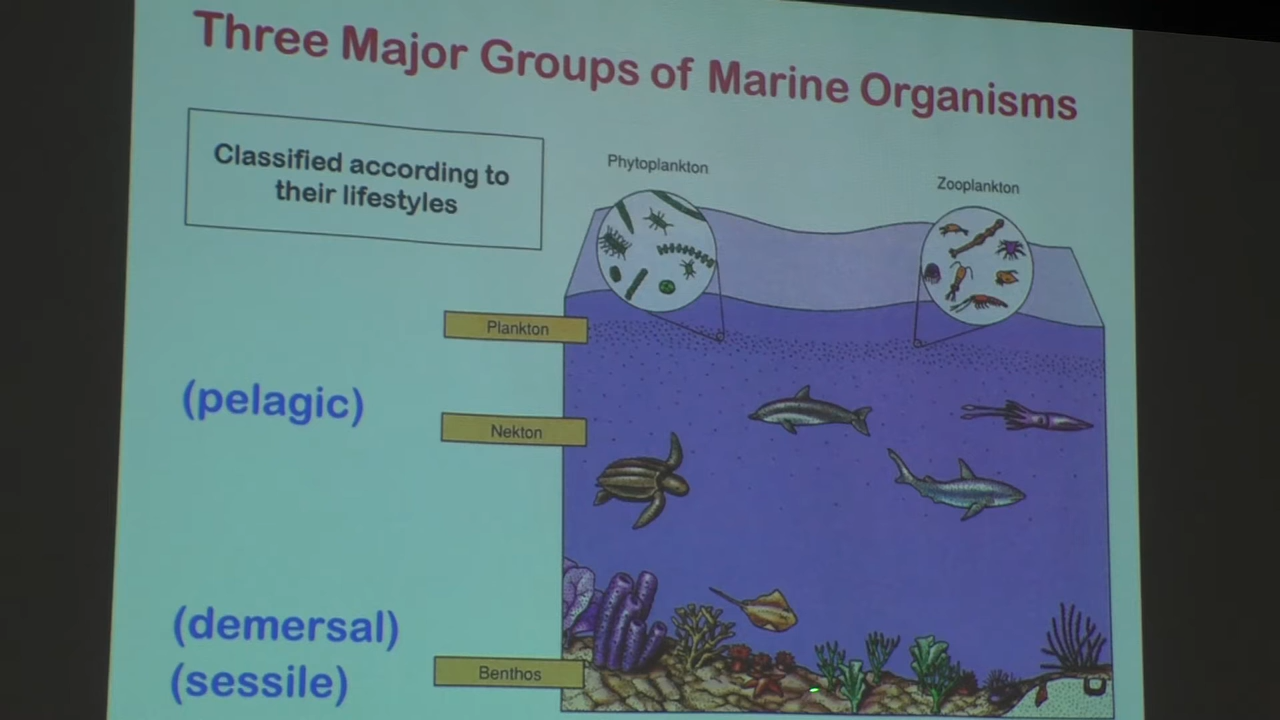 Three Major Groups of Marine Organisms
Classified according to
their lifestyles
Phytoplankton
Zooplankton
Plankton
(pelagic)
Nekton
(demersal)
(sessile)
Benthos